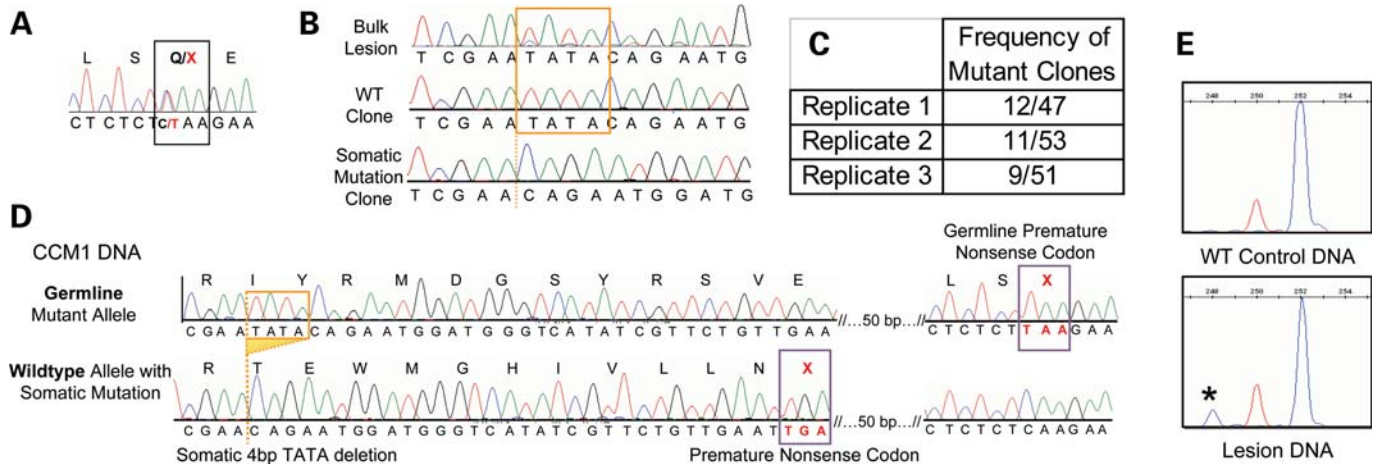 A
L S Q/X E
C T C T C T C/T A A G A A
B
Bulk
Lesion
T C G A A T A T A C A G A A T G
WT
Clone
T C G A A T A T A C A G A A T G
Somatic
Mutation
Clone
T C G A A C A G A A T G G A T G
C
Frequency of
Mutant Clones
Replicate 1 12/47
Replicate 2 11/53
Replicate 3 9/51
D
CCM1 DNA
Germline
Mutant Allele
R I Y R M D G S Y R S V E
C G A A T A T A C A G A A T G G A T G G G T C A T A T C G T T C T G T T G A A
//...50 bp...//
Germline Premature
Nonsense Codon
L S X
C T C T C T T A A G A A
Wildtype Allele with
Somatic Mutation
R T E W M G H I V L L N X
C G A A C A G A A T G G A T G G G T C A T A T C G T T C T G T T G A A T T G A
//...50 bp...//
C T C T C T C A A G A A
Somatic 4bp TATA deletion
Premature Nonsense Codon
E
248 250 252 254
WT Control DNA
248 250 252 254
*
Lesion DNA